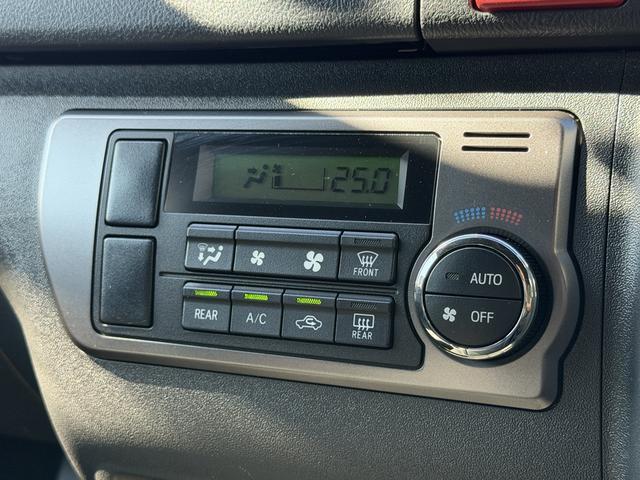 25.0
FRONT
AUTO
REAR A/C
REAR
OFF